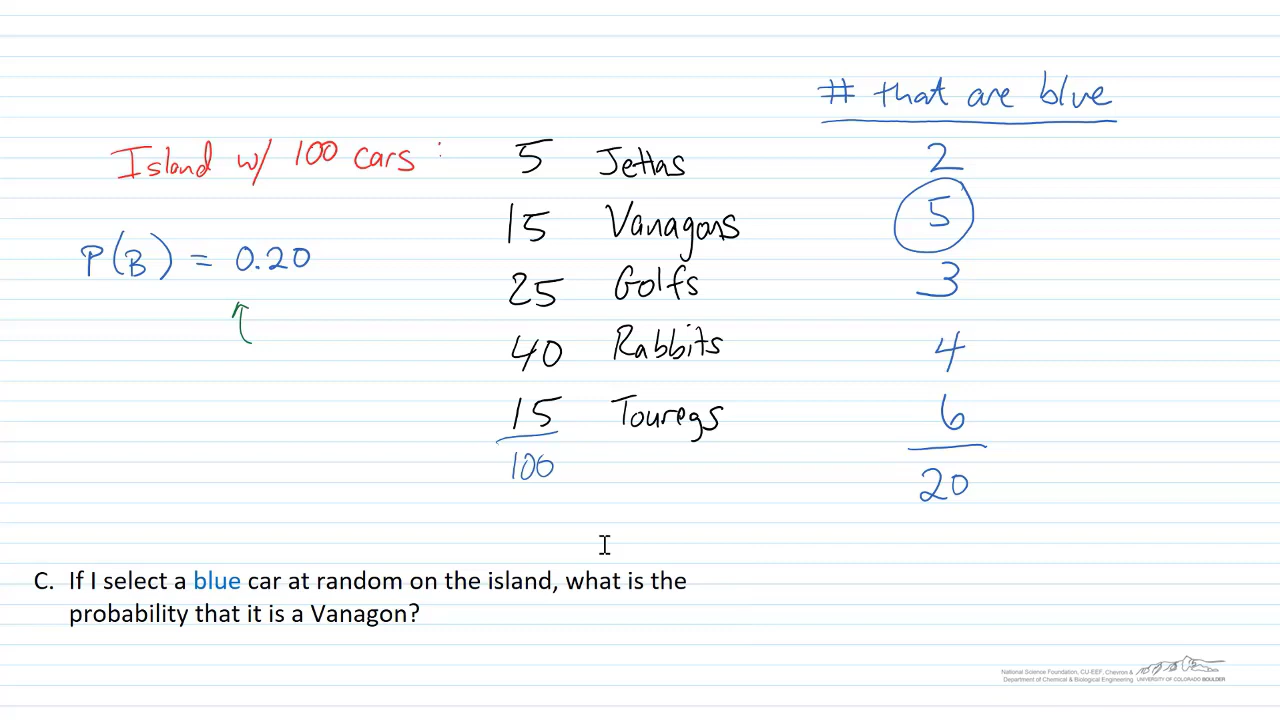 # that are blue
Island w/ 100 cars : 5 Jettas 2
15 Vanagons 5
P(B) = 0.20
25 Golfs 3
40 Rabbits 4
15 Touregs 6
100 20
C. If I select a blue car at random on the island, what is the
probability that it is a Vanagon?
National Science Foundation, CU-EEF, Chevron &
Department of Chemical & Biological Engineering UNIVERSITY OF COLORADO BOULDER